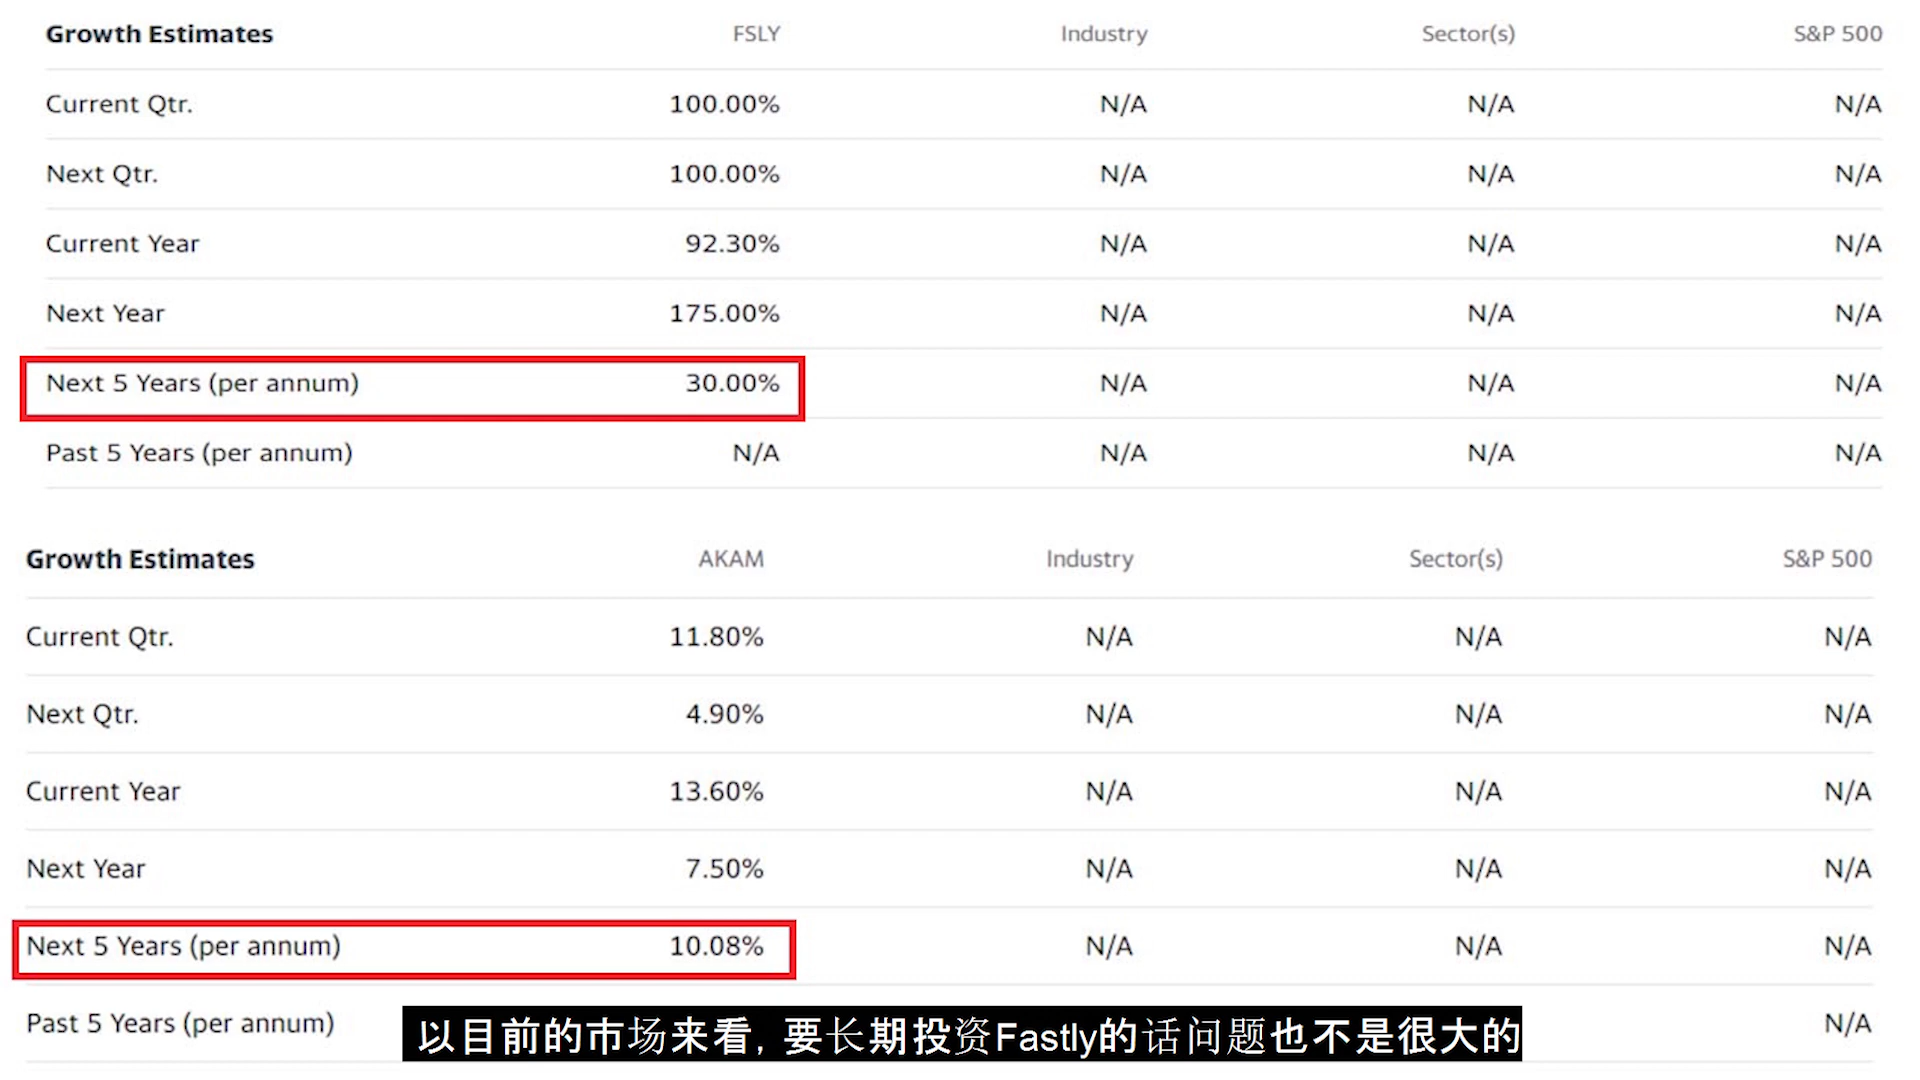 Growth Estimates FSLY Industry Sector(s) S&P 500
Current Qtr. 100.00% N/A N/A N/A
Next Qtr. 100.00% N/A N/A N/A
Current Year 92.30% N/A N/A N/A
Next Year 175.00% N/A N/A N/A
Next 5 Years (per annum) 30.00% N/A N/A N/A
Past 5 Years (per annum) N/A N/A N/A N/A
Growth Estimates AKAM Industry Sector(s) S&P 500
Current Qtr. 11.80% N/A N/A N/A
Next Qtr. 4.90% N/A N/A N/A
Current Year 13.60% N/A N/A N/A
Next Year 7.50% N/A N/A N/A
Next 5 Years (per annum) 10.08% N/A N/A N/A
Past 5 Years (per annum) N/A
以目前的市场来看, 要长期投资Fastly的话问题也不是很大的